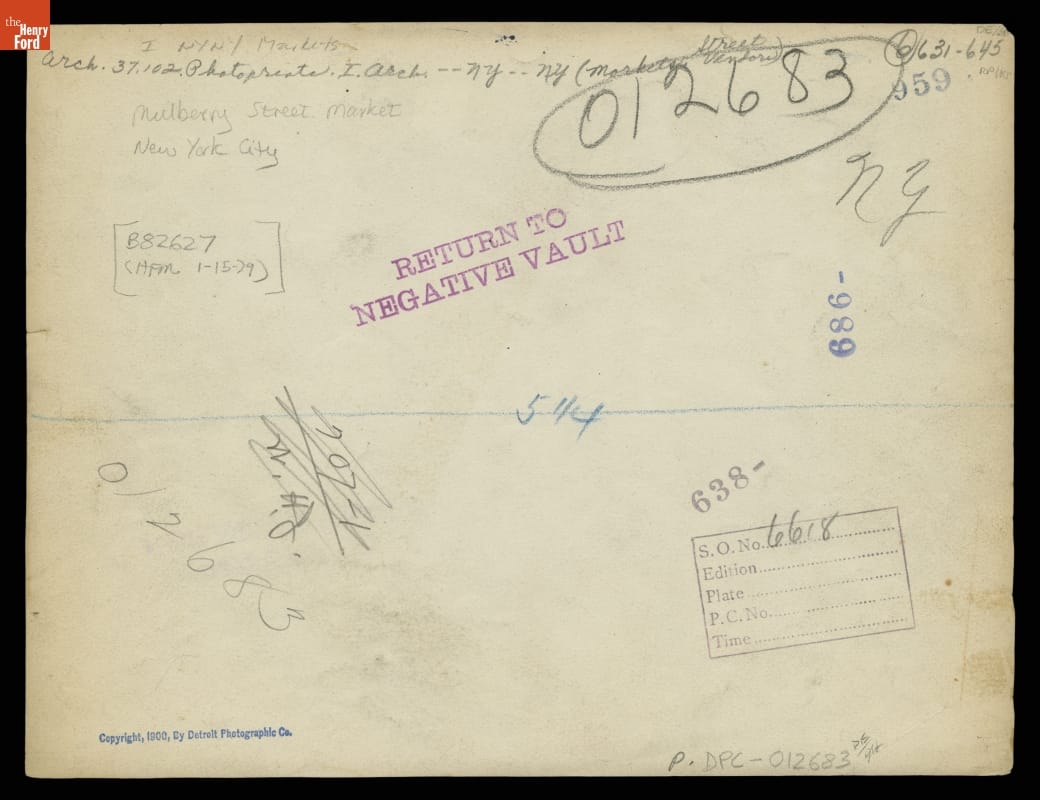 the
Henry
Ford
I NYNY Markets
Arch. 37.102. Photoprints. I. Arch. -- NY -- NY (Markets
Street
Vendors)
6
631-645
959
012683
Mulberry Street Market
New York City
NY
B82627
(HFM 1-15-79)
RETURN TO
NEGATIVE VAULT
686-
544
012683
638-
S.O. No. 6618
Edition
Plate
P.C. No.
Time
Copyright, 1900, By Detroit Photographic Co.
P. DPC-012683